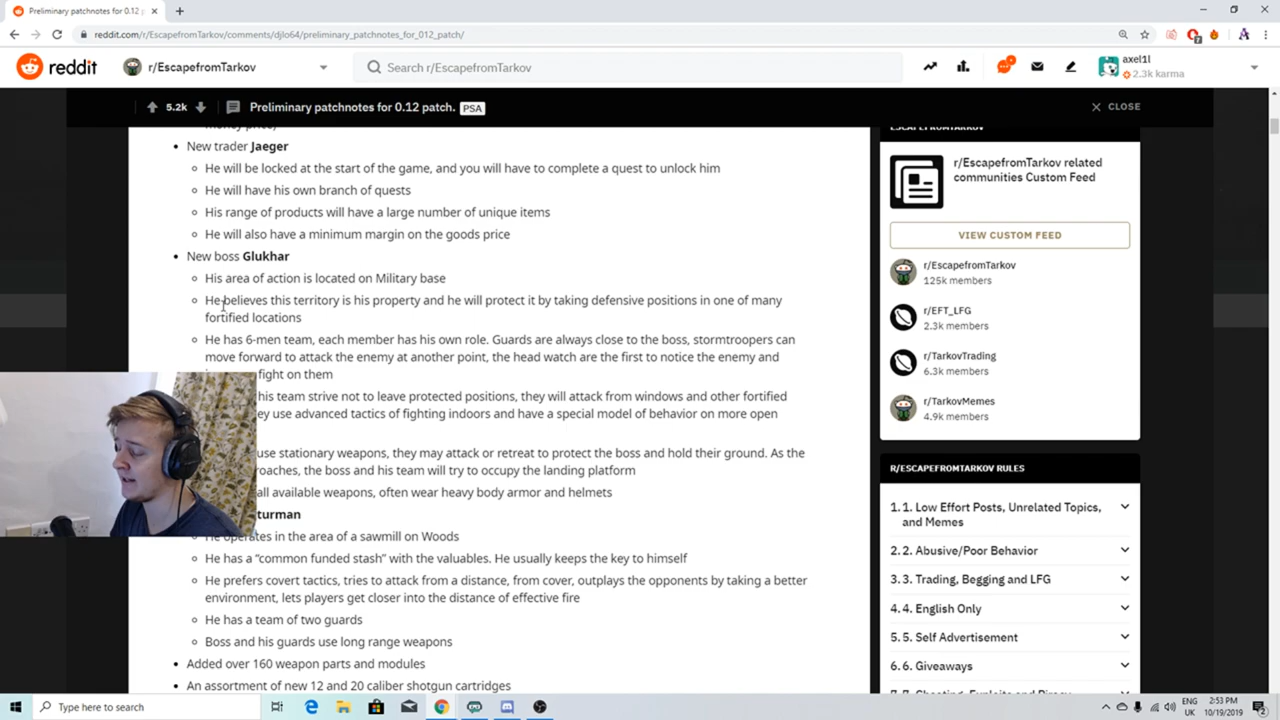 Preliminary patchnotes for 0.12 p
reddit.com/r/EscapefromTarkov/comments/djlo64/preliminary_patchnotes_for_012_patch/
reddit
r/EscapefromTarkov
Search r/EscapefromTarkov
axel1l
2.3k karma
5.2k
Preliminary patchnotes for 0.12 patch.
PSA
CLOSE
money price)
New trader Jaeger
He will be locked at the start of the game, and you will have to complete a quest to unlock him
He will have his own branch of quests
His range of products will have a large number of unique items
He will also have a minimum margin on the goods price
New boss Glukhar
His area of action is located on Military base
He believes this territory is his property and he will protect it by taking defensive positions in one of many
fortified locations
He has 6-men team, each member has his own role. Guards are always close to the boss, stormtroopers can
move forward to attack the enemy at another point, the head watch are the first to notice the enemy and
fight on them
his team strive not to leave protected positions, they will attack from windows and other fortified
ey use advanced tactics of fighting indoors and have a special model of behavior on more open
use stationary weapons, they may attack or retreat to protect the boss and hold their ground. As the
roaches, the boss and his team will try to occupy the landing platform
all available weapons, often wear heavy body armor and helmets
turman
He operates in the area of a sawmill on Woods
He has a “common funded stash” with the valuables. He usually keeps the key to himself
He prefers covert tactics, tries to attack from a distance, from cover, outplays the opponents by taking a better
environment, lets players get closer into the distance of effective fire
He has a team of two guards
Boss and his guards use long range weapons
Added over 160 weapon parts and modules
An assortment of new 12 and 20 caliber shotgun cartridges
ESCAPEFROMTARKOV
r/EscapefromTarkov related
communities Custom Feed
VIEW CUSTOM FEED
r/EscapefromTarkov
125k members
r/EFT_LFG
2.3k members
r/TarkovTrading
6.3k members
r/TarkovMemes
4.9k members
R/ESCAPEFROMTARKOV RULES
1. 1. Low Effort Posts, Unrelated Topics,
and Memes
2. 2. Abusive/Poor Behavior
3. 3. Trading, Begging and LFG
4. 4. English Only
5. 5. Self Advertisement
6. 6. Giveaways
Type here to search
ENG
UK
2:53 PM
10/19/2019